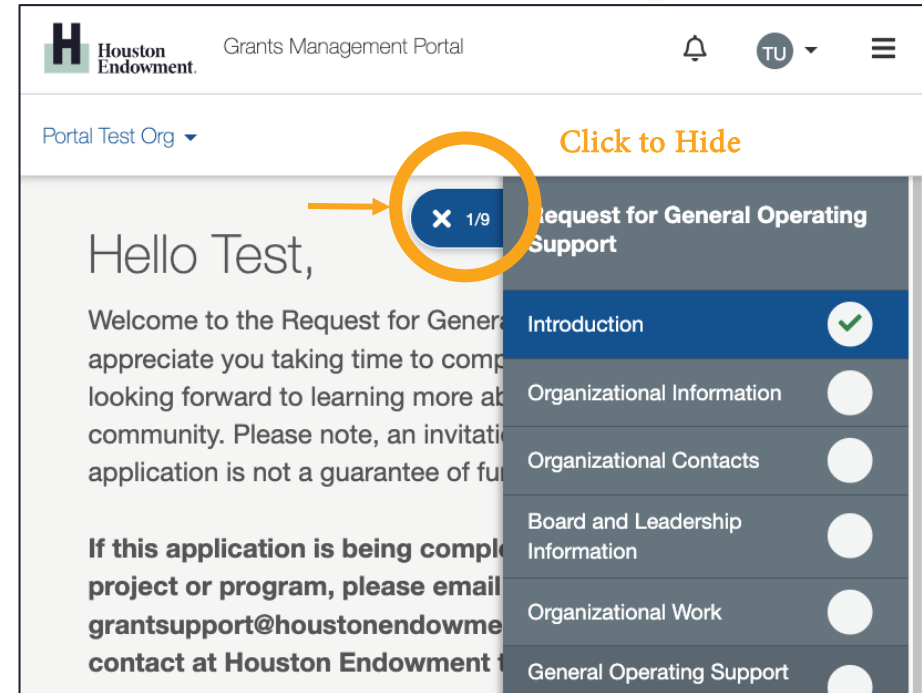 Houston
Endowment.
Grants Management Portal
TU
Portal Test Org
Click to Hide
1/9
Request for General Operating
Support
Hello Test,
Welcome to the Request for Genera
appreciate you taking time to comp
looking forward to learning more ab
community. Please note, an invitati
application is not a guarantee of fu
If this application is being comple
project or program, please email
grantsupport@houstonendowme
contact at Houston Endowment t
Introduction
Organizational Information
Organizational Contacts
Board and Leadership
Information
Organizational Work
General Operating Support